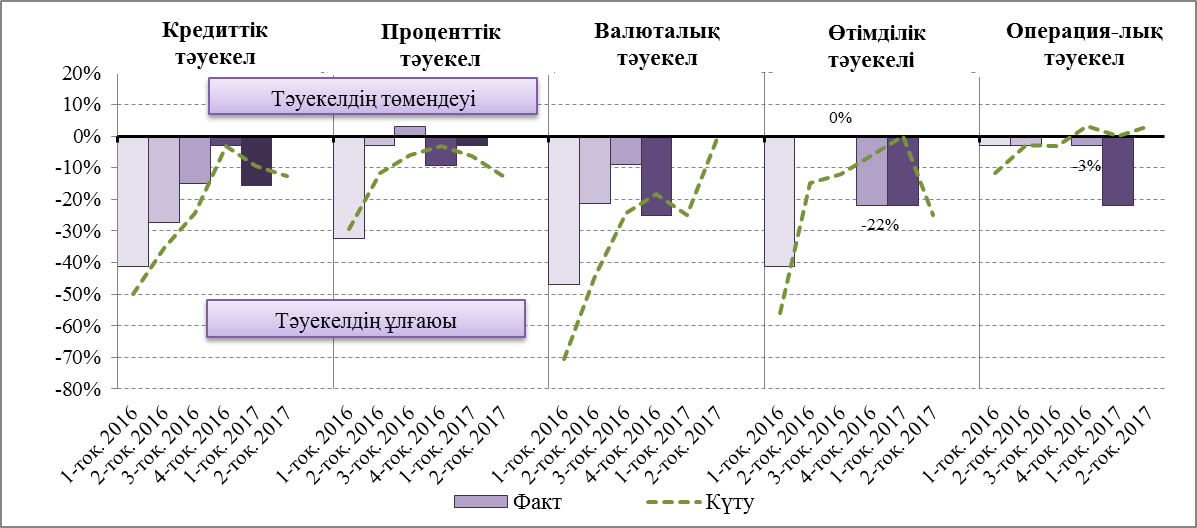 Кредиттік
тәуекел
Проценттік
тәуекел
Валюталық
тәуекел
Өтімділік
тәуекелі
Операция-лық
тәуекел
20%
10%
0%
-10%
-20%
-30%
-40%
-50%
-60%
-70%
-80%
Тәуекелдің төмендеуі
Тәуекелдің ұлғаюы
0%
-22%
-3%
1-тоқ.2016
2-тоқ.2016
3-тоқ.2016
4-тоқ.2016
1-тоқ.2017
2-тоқ.2017
1-тоқ.2016
2-тоқ.2016
3-тоқ.2016
4-тоқ.2016
1-тоқ.2017
2-тоқ.2017
1-тоқ.2016
2-тоқ.2016
3-тоқ.2016
4-тоқ.2016
1-тоқ.2017
2-тоқ.2017
1-тоқ.2016
2-тоқ.2016
3-тоқ.2016
4-тоқ.2016
1-тоқ.2017
2-тоқ.2017
1-тоқ.2016
2-тоқ.2016
3-тоқ.2016
4-тоқ.2016
1-тоқ.2017
2-тоқ.2017
Факт
Күту